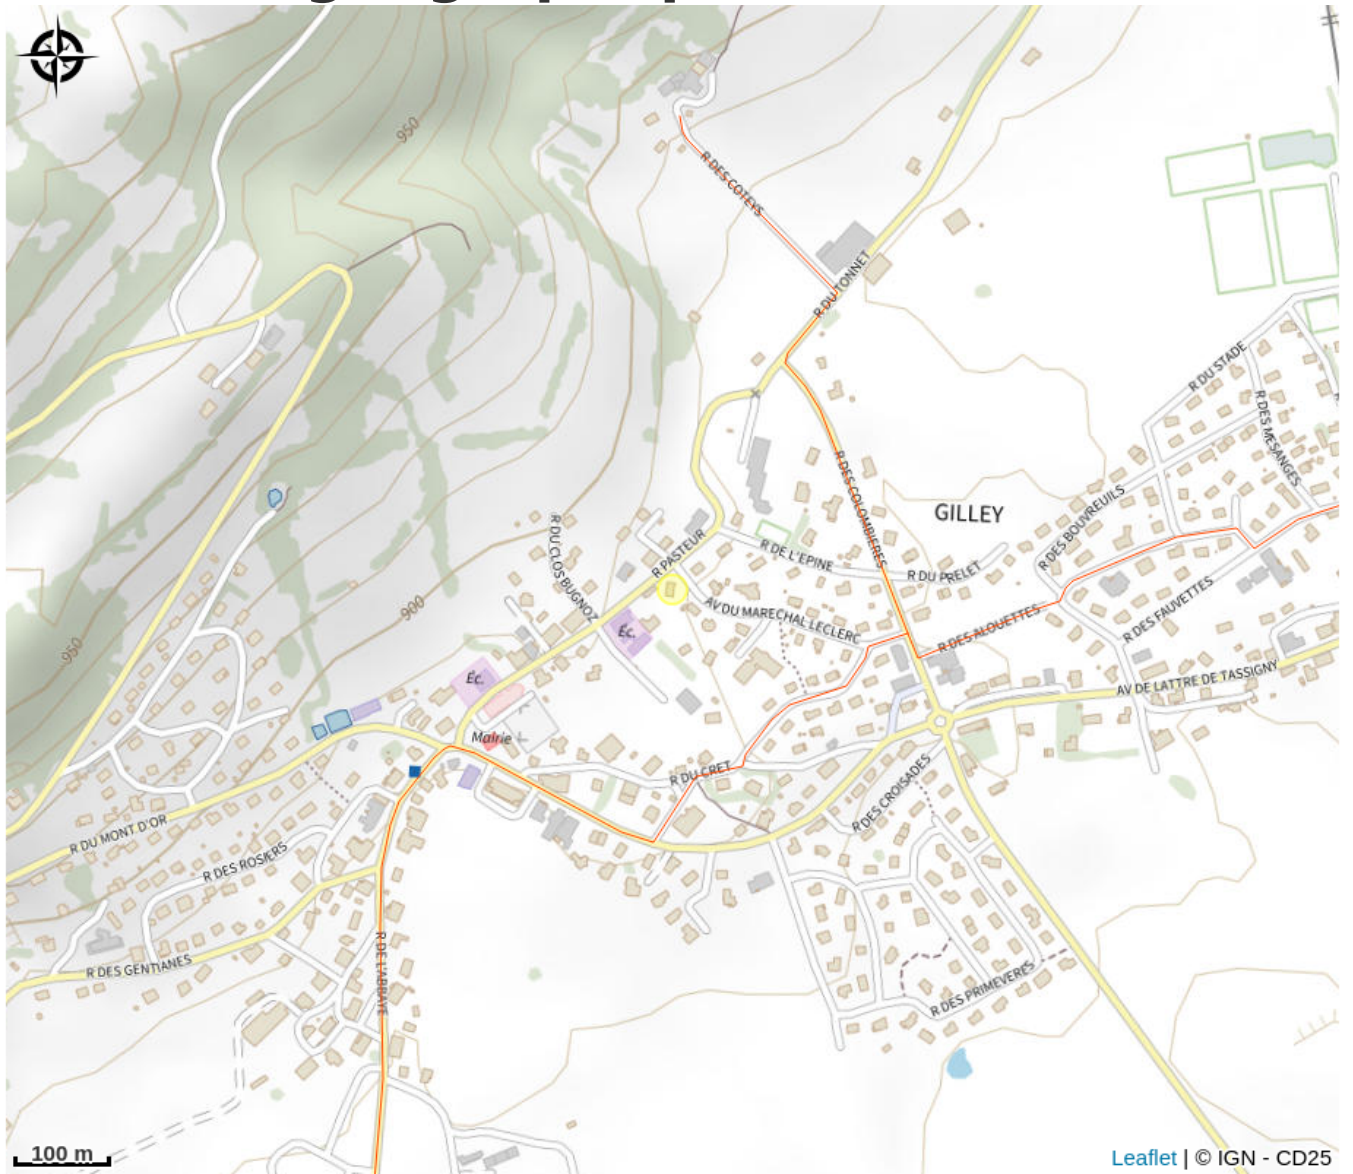 950
R DES COTEYS
R DU TONNET
R DU STADE
R DES MESANGES
R DES COLOMBIERES
GILLEY
R DES BOUVREUILS
R DU CLOS BUGNOZ
R PASTEUR
R DE L'EPINE
R DU PRELET
900
AV DU MARECHAL LECLERC
R DES ALOUETTES
R DES FAUVETTES
Éc.
950
Éc.
AV DE LATTRE DE TASSIGNY
Mairie
R DU CRET
R DES CROISADES
R DU MONT D'OR
R DES ROSIERS
R DES GENTIANES
R DE L'ABBAYE
R DES PRIMEVERES
100 m
Leaflet | © IGN - CD25